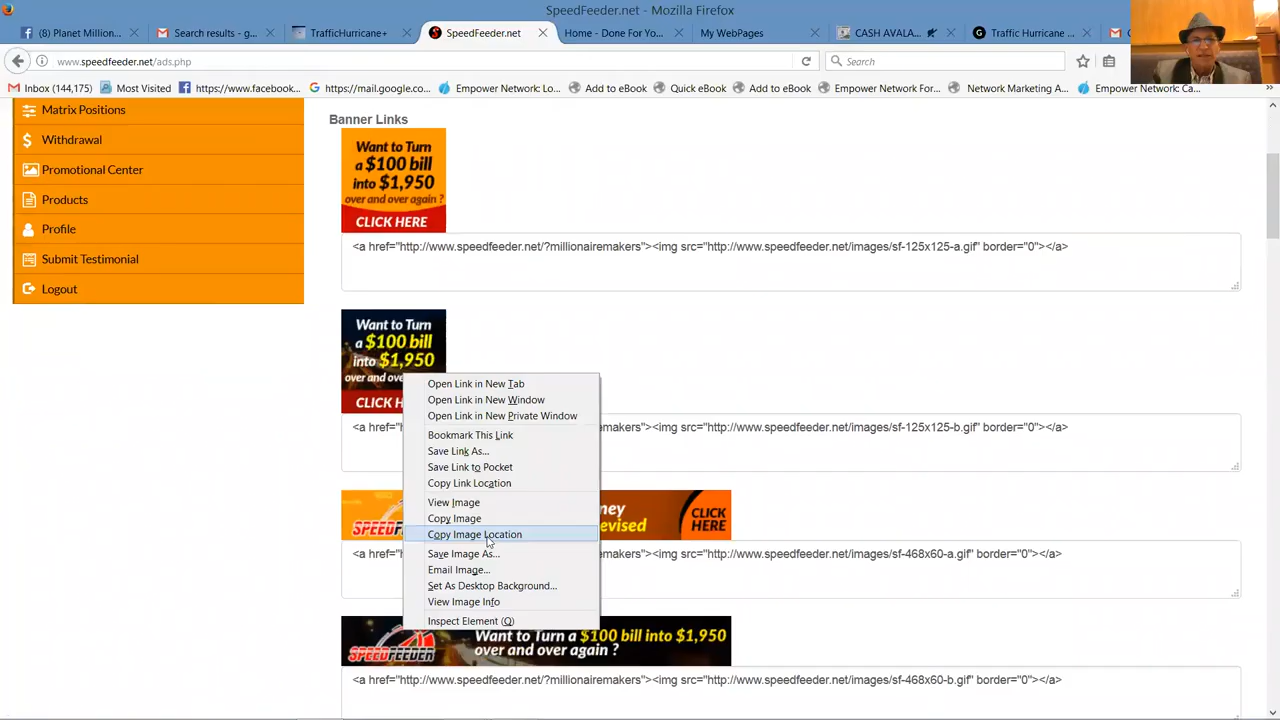 SpeedFeeder.net - Mozilla Firefox
(8) Planet Million...
Search results - g...
TrafficHurricane+
SpeedFeeder.net
Home - Done For Yo...
My WebPages
CASH AVALA...
Traffic Hurricane ...
www.speedfeeder.net/ads.php
Search
Inbox (144,175)
Most Visited
https://www.facebook...
https://mail.google.co...
Empower Network: Lo...
Add to eBook
Quick eBook
Add to eBook
Empower Network For...
Network Marketing A...
Empower Network: Ca...
Matrix Positions
Withdrawal
Promotional Center
Products
Profile
Submit Testimonial
Logout
Banner Links
Want to Turn
a $100 bill
into $1,950
over and over again ?
CLICK HERE
<a href="http://www.speedfeeder.net/?millionairemakers"><img src="http://www.speedfeeder.net/images/sf-125x125-a.gif" border="0"></a>
Want to Turn
a $100 bill
into $1,950
over and ove
CLICK H
Open Link in New Tab
Open Link in New Window
Open Link in New Private Window
Bookmark This Link
Save Link As...
Save Link to Pocket
Copy Link Location
View Image
Copy Image
Copy Image Location
Save Image As...
Email Image...
Set As Desktop Background...
View Image Info
Inspect Element (Q)
<a h
emakers"><img src="http://www.speedfeeder.net/images/sf-125x125-b.gif" border="0"></a>
SPEED
ney
evised
CLICK
HERE
<a h
emakers"><img src="http://www.speedfeeder.net/images/sf-468x60-a.gif" border="0"></a>
SPEEDFEEDER
Want to Turn a $100 bill into $1,950
over and over again ?
<a href="http://www.speedfeeder.net/?millionairemakers"><img src="http://www.speedfeeder.net/images/sf-468x60-b.gif" border="0"></a>